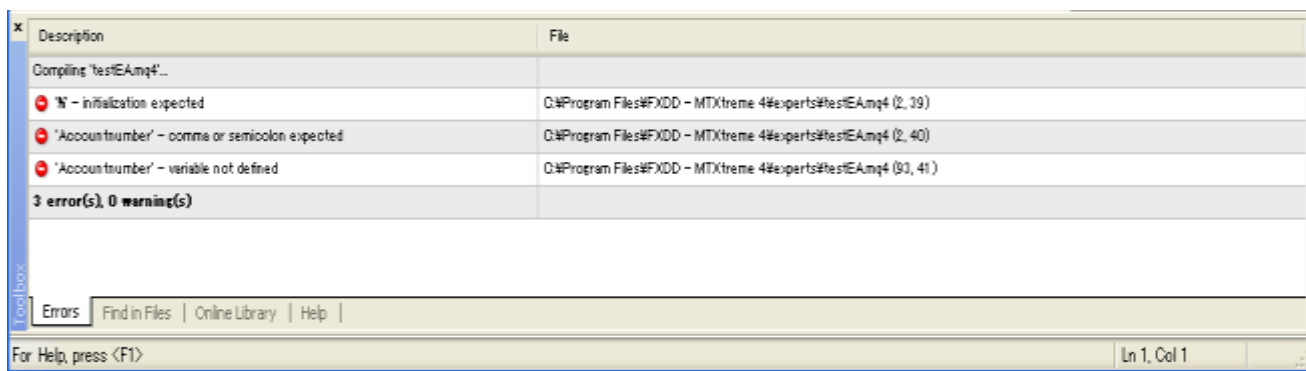 x
Description File
Compiling 'testEA.mq4'...
'N' – initialization expected C:¥Program Files¥FXDD – MTXtreme 4¥experts¥testEA.mq4 (2, 39)
'Accountnumber' – comma or semicolon expected C:¥Program Files¥FXDD – MTXtreme 4¥experts¥testEA.mq4 (2, 40)
'Accountnumber' – variable not defined C:¥Program Files¥FXDD – MTXtreme 4¥experts¥testEA.mq4 (93, 41)
3 error(s), 0 warning(s)
Toolbox
Errors | Find in Files | Online Library | Help |
For Help, press <F1> Ln 1, Col 1